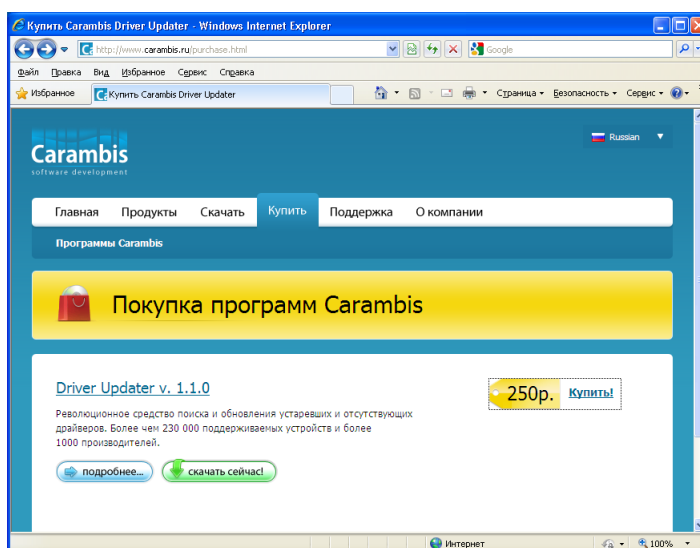 Купить Carambis Driver Updater - Windows Internet Explorer
http://www.carambis.ru/purchase.html
Google
Файл Правка Вид Избранное Сервис Справка
Избранное
Купить Carambis Driver Updater
Страница
Безопасность
Сервис
Carambis
software development
Russian
Главная Продукты Скачать Купить Поддержка О компании
Программы Carambis
Покупка программ Carambis
Driver Updater v. 1.1.0
250р. Купить!
Революционное средство поиска и обновления устаревших и отсутствующих
драйверов. Более чем 230 000 поддерживаемых устройств и более
1000 производителей.
подробнее...
скачать сейчас!
Интернет
100%